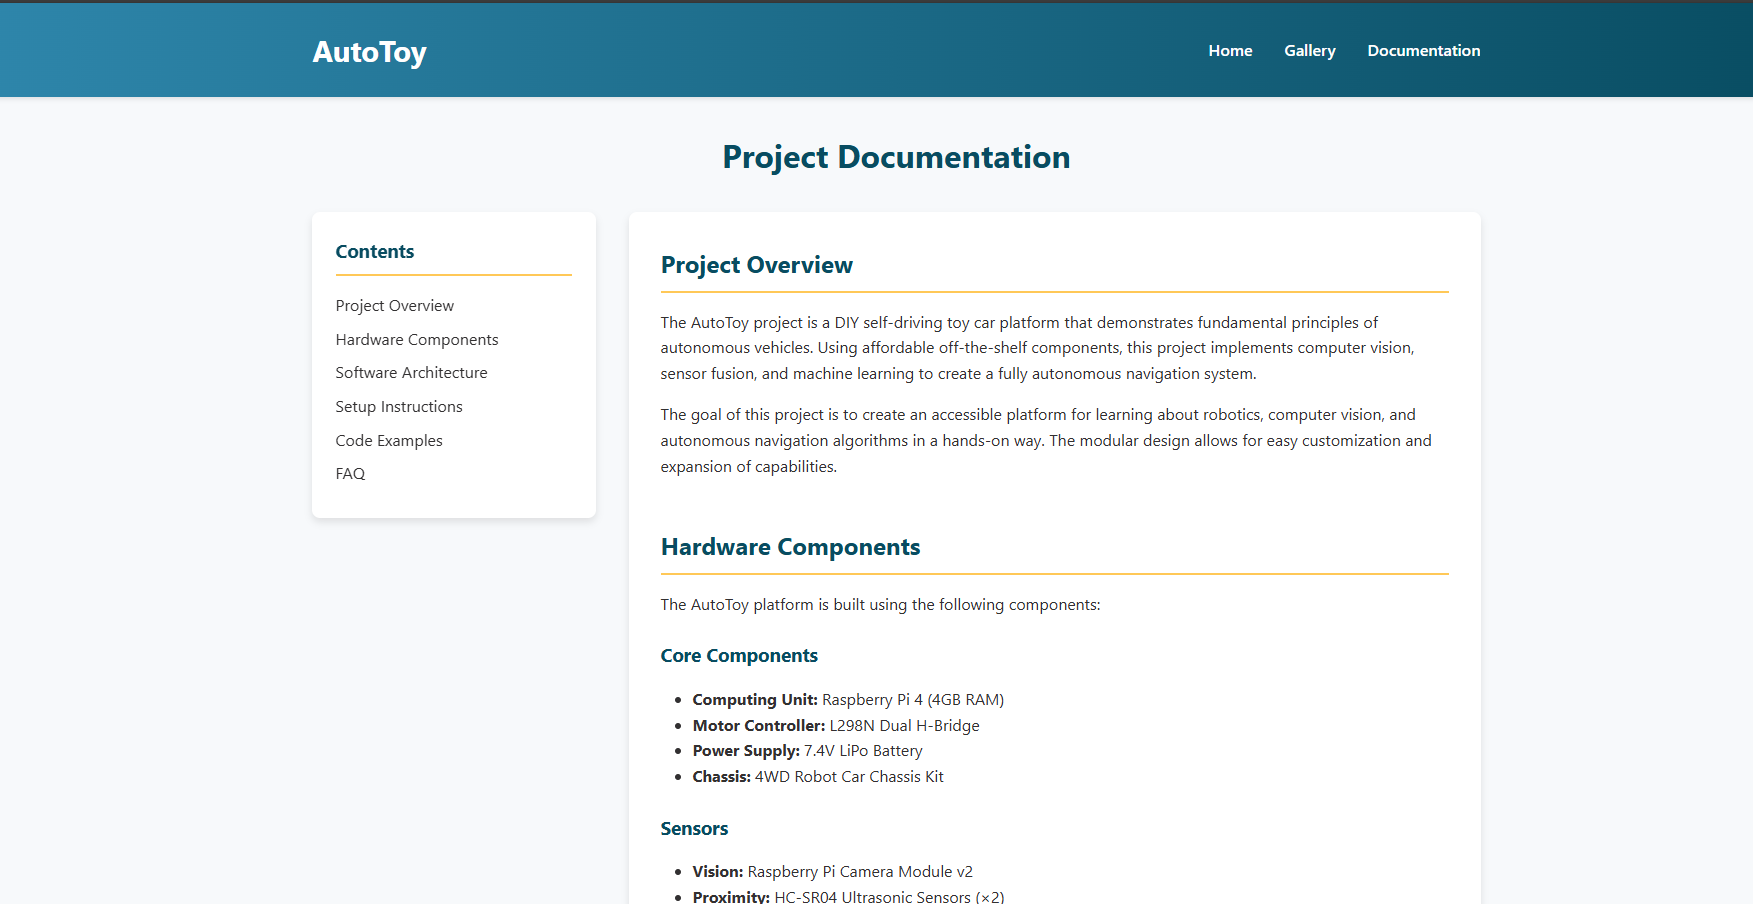 AutoToy
Home Gallery Documentation
Project Documentation
Contents
Project Overview
Hardware Components
Software Architecture
Setup Instructions
Code Examples
FAQ
Project Overview
The AutoToy project is a DIY self-driving toy car platform that demonstrates fundamental principles of
autonomous vehicles. Using affordable off-the-shelf components, this project implements computer vision,
sensor fusion, and machine learning to create a fully autonomous navigation system.
The goal of this project is to create an accessible platform for learning about robotics, computer vision, and
autonomous navigation algorithms in a hands-on way. The modular design allows for easy customization and
expansion of capabilities.
Hardware Components
The AutoToy platform is built using the following components:
Core Components
• Computing Unit: Raspberry Pi 4 (4GB RAM)
• Motor Controller: L298N Dual H-Bridge
• Power Supply: 7.4V LiPo Battery
• Chassis: 4WD Robot Car Chassis Kit
Sensors
• Vision: Raspberry Pi Camera Module v2
• Proximity: HC-SR04 Ultrasonic Sensors (×2)